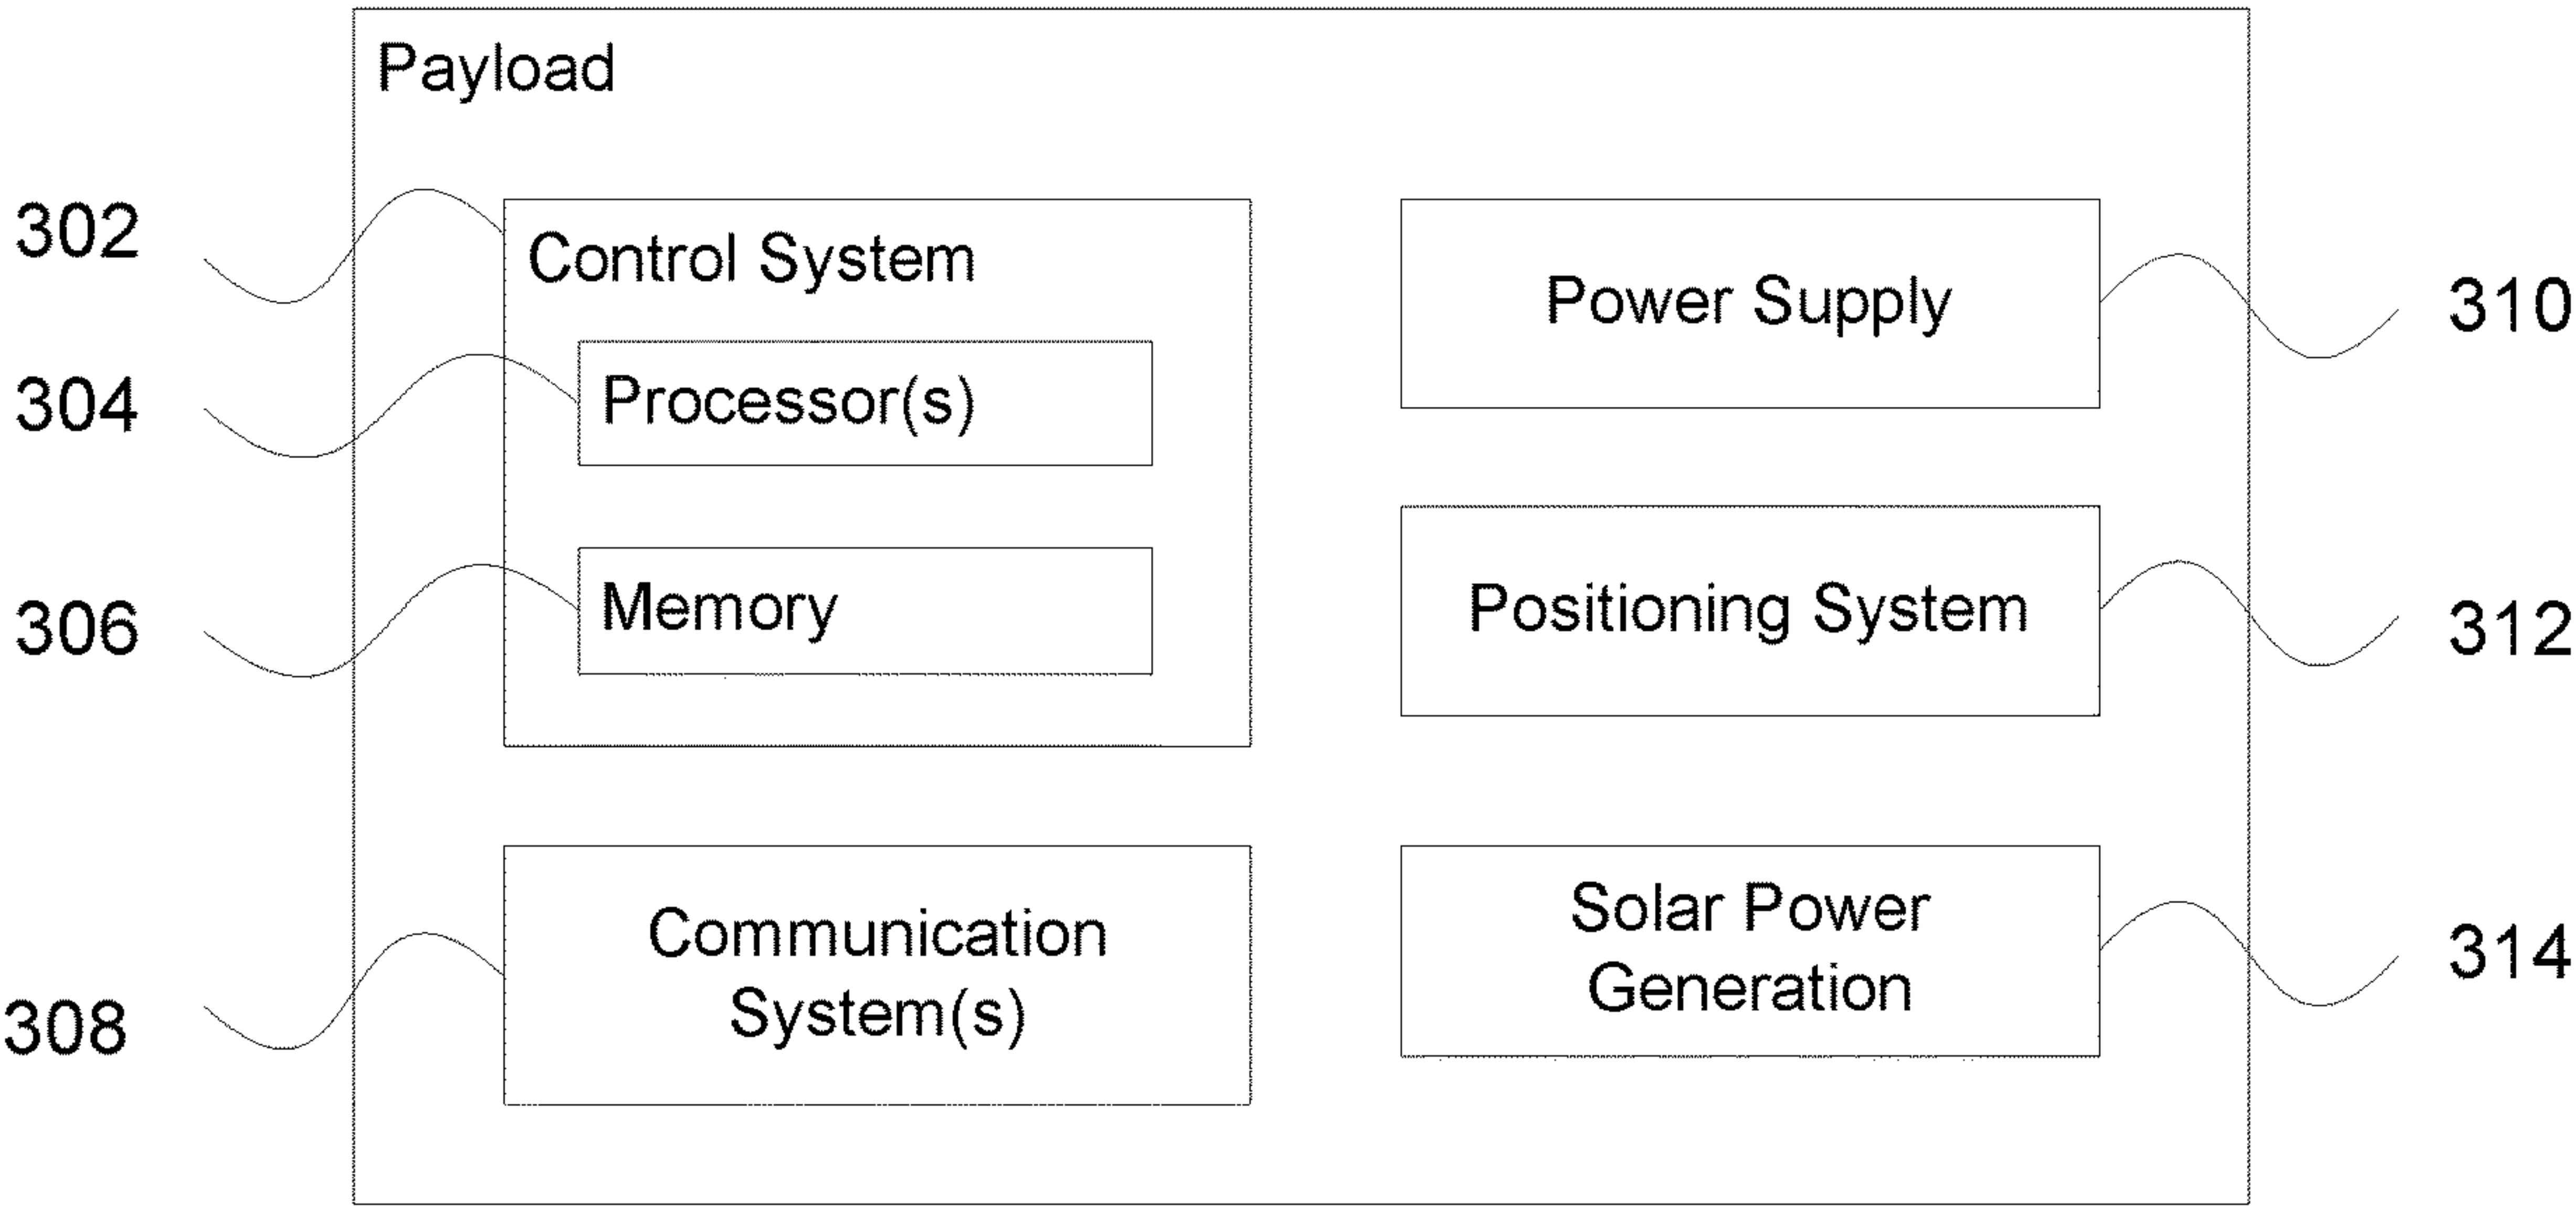 Payload
302
Control System
304
Processor(s)
306
Memory
308
Communication
System(s)
Power Supply
310
Positioning System
312
Solar Power
Generation
314